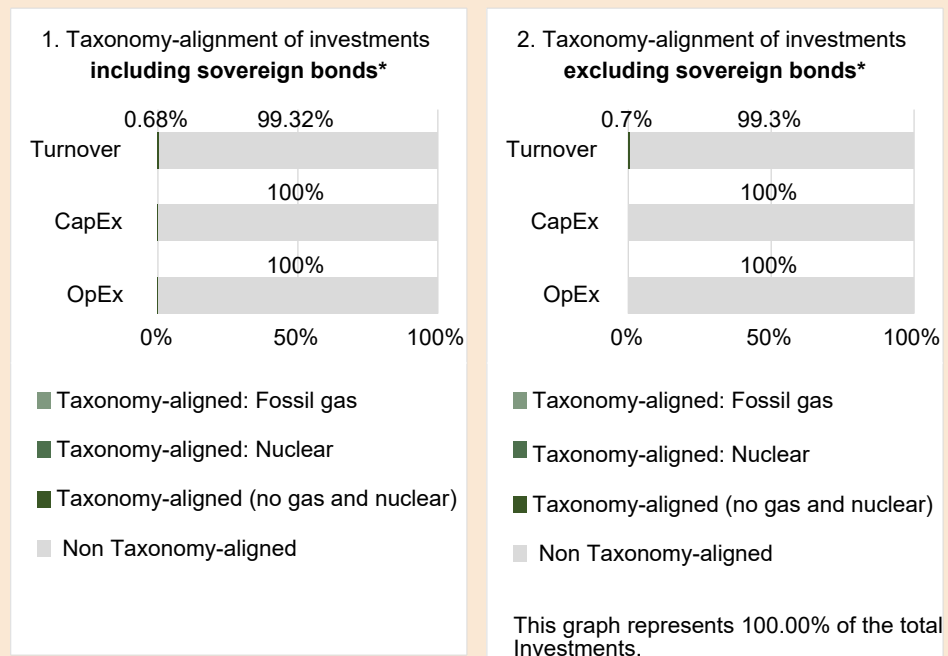 1. Taxonomy-alignment of investments
including sovereign bonds*
0.68% 99.32%
Turnover
100%
CapEx
100%
OpEx
0% 50% 100%
Taxonomy-aligned: Fossil gas
Taxonomy-aligned: Nuclear
Taxonomy-aligned (no gas and nuclear)
Non Taxonomy-aligned
2. Taxonomy-alignment of investments
excluding sovereign bonds*
0.7% 99.3%
Turnover
100%
CapEx
100%
OpEx
0% 50% 100%
Taxonomy-aligned: Fossil gas
Taxonomy-aligned: Nuclear
Taxonomy-aligned (no gas and nuclear)
Non Taxonomy-aligned
This graph represents 100.00% of the total
Investments.